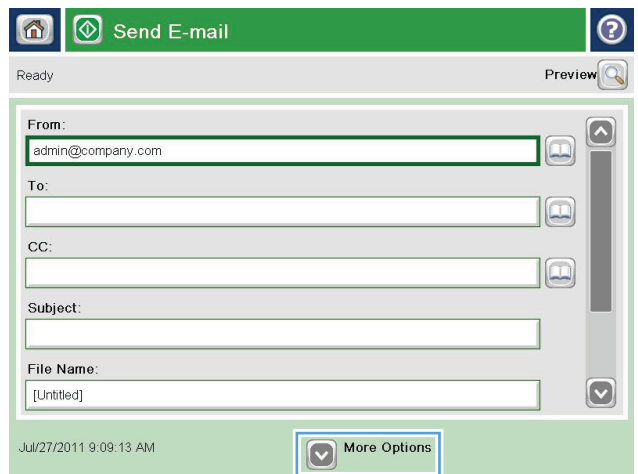 Send E-mail
?
Ready
Preview
From:
admin@company.com
To:
CC:
Subject:
File Name:
[Untitled]
Jul/27/2011 9:09:13 AM
More Options